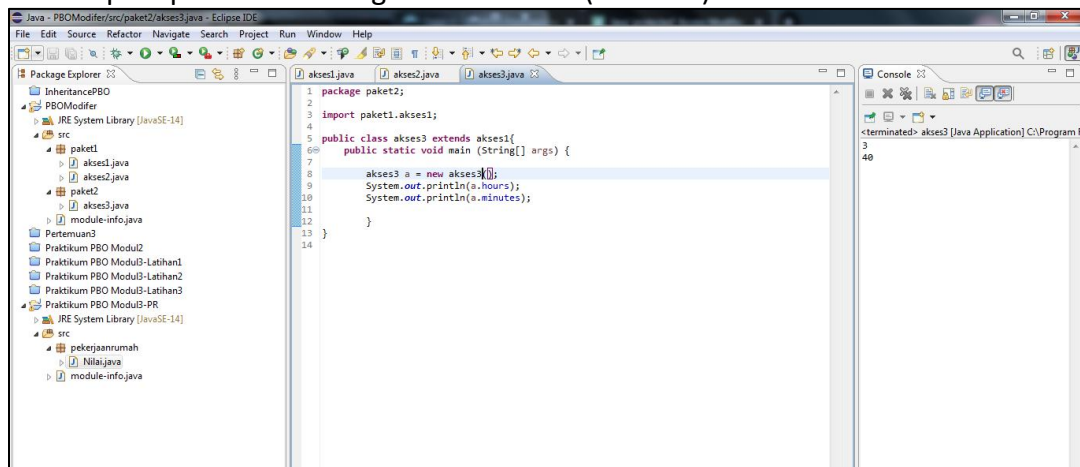 Java - PBOModifer/src/paket2/akses3.java - Eclipse IDE
File Edit Source Refactor Navigate Search Project Run Window Help
Package Explorer
InheritancePBO
PBOModifer
JRE System Library [JavaSE-14]
src
paket1
akses1.java
akses2.java
paket2
akses3.java
module-info.java
Pertemuan3
Praktikum PBO Modul2
Praktikum PBO Modul3-Latihan1
Praktikum PBO Modul3-Latihan2
Praktikum PBO Modul3-Latihan3
Praktikum PBO Modul3-PR
JRE System Library [JavaSE-14]
src
pekerjaanrumah
Nilai.java
module-info.java
akses1.java akses2.java akses3.java
1 package paket2;
2
3 import paket1.akses1;
4
5 public class akses3 extends akses1{
6 public static void main (String[] args) {
7
8 akses3 a = new akses3();
9 System.out.println(a.hours);
10 System.out.println(a.minutes);
11
12 }
13 }
14
Console
<terminated> akses3 [Java Application] C:\Program
3
40